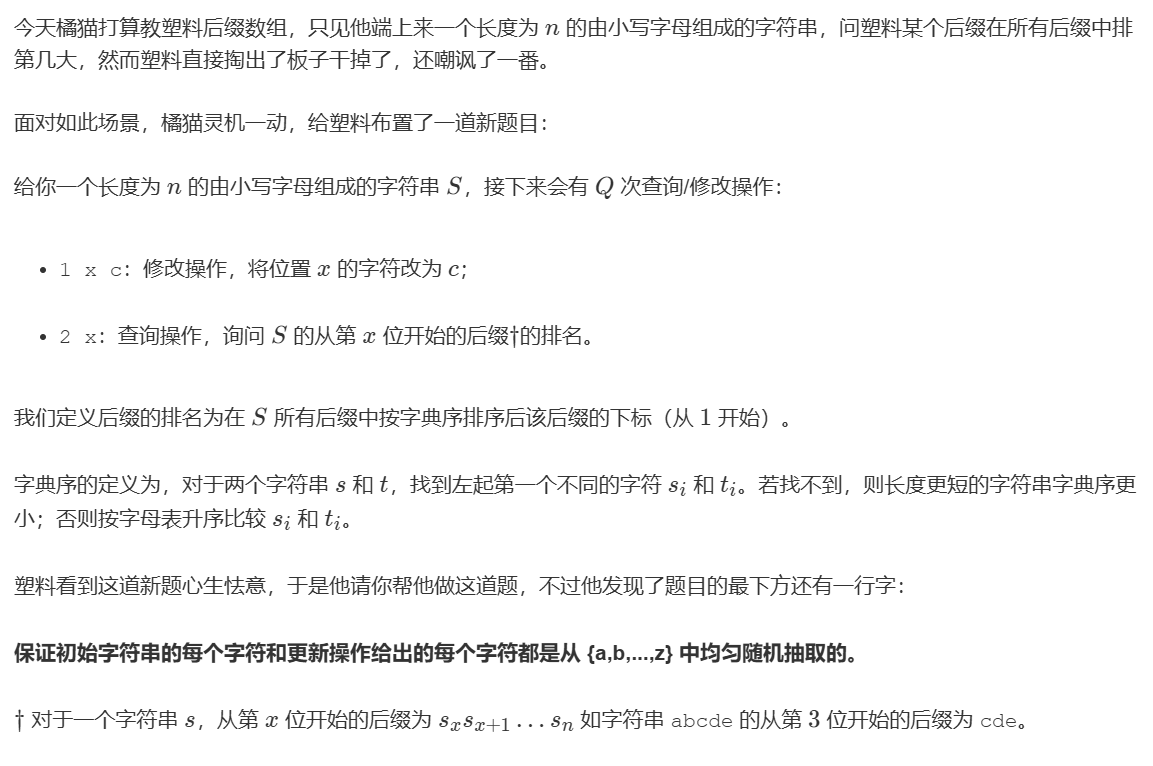 今天橘猫打算教塑料后缀数组，只见他端上来一个长度为 n 的由小写字母组成的字符串，问塑料某个后缀在所有后缀中排
第几大，然而塑料直接掏出了板子干掉了，还嘲讽了一番。
面对如此场景，橘猫灵机一动，给塑料布置了一道新题目：
给你一个长度为 n 的由小写字母组成的字符串 S，接下来会有 Q 次查询/修改操作：
• 1 x c：修改操作，将位置 x 的字符改为 c；
• 2 x：查询操作，询问 S 的从第 x 位开始的后缀†的排名。
我们定义后缀的排名为在 S 所有后缀中按字典序排序后该后缀的下标（从 1 开始）。
字典序的定义为，对于两个字符串 s 和 t，找到左起第一个不同的字符 sᵢ 和 tᵢ。若找不到，则长度更短的字符串字典序更
小；否则按字母表升序比较 sᵢ 和 tᵢ。
塑料看到这道新题心生怯意，于是他请你帮他做这道题，不过他发现了题目的最下方还有一行字：
保证初始字符串的每个字符和更新操作给出的每个字符都是从 {a,b,...,z} 中均匀随机抽取的。
† 对于一个字符串 s，从第 x 位开始的后缀为 sₓsₓ₊₁...sₙ 如字符串 abcde 的从第 3 位开始的后缀为 cde。